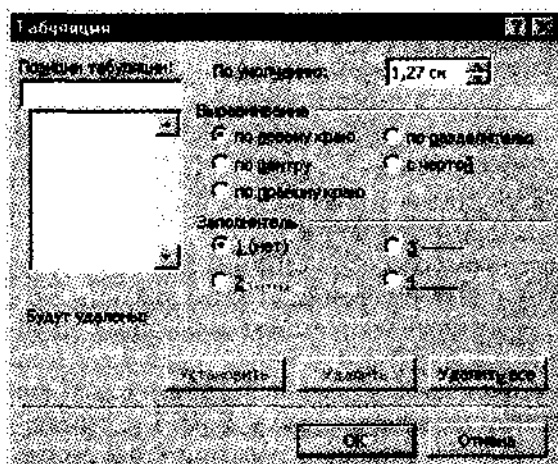 Табуляция
Позиции табуляции:
По умолчанию: 1,27 см
Выравнивание
по левому краю по разделителю
по центру с чертой
по правому краю
Заполнитель
1 (нет) 3 -------
2 ....... 4 ____
Будут удалены:
Установить Удалить Удалить все
ОК Отмена